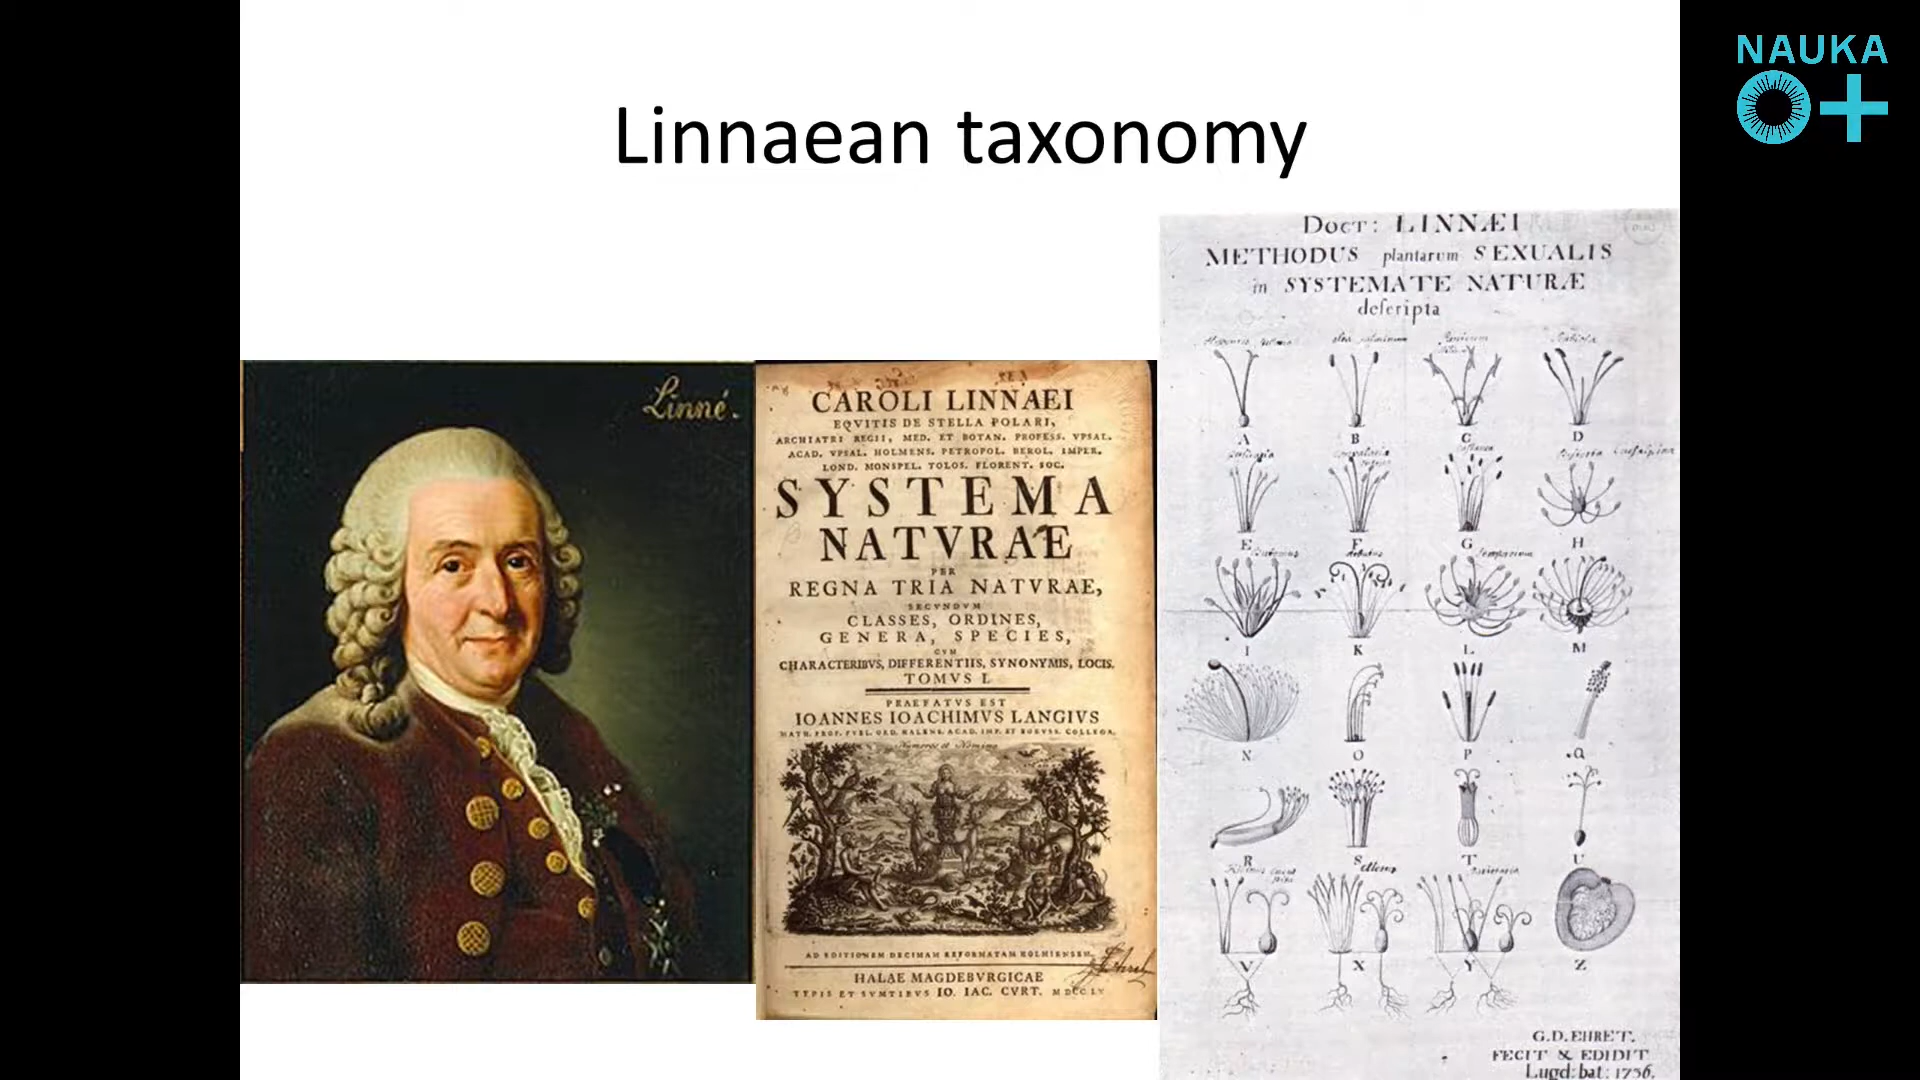 NAUKA
0+
Linnaean taxonomy
Linné.
CAROLI LINNAEI
EQVITIS DE STELLA POLARI,
ARCHIATRI REGII, MED. ET BOTAN. PROFESS. VPSAL.
ACAD. VPSAL. HOLMENS. PETROPOL. BEROL. IMPER.
LOND. MONSPEL. TOLOS. FLORENT. SOC.
SYSTEMA
NATVRAE
PER
REGNA TRIA NATVRAE,
SECVNDVM
CLASSES, ORDINES,
GENERA, SPECIES,
CVM
CHARACTERIBVS, DIFFERENTIIS, SYNONYMIS, LOCIS.
TOMVS I.
PRAEFATVS EST
IOANNES IOACHIMVS LANGIVS
MATH. PROF. PVBL. ORD. HALENS. ACAD. IMP. ET BORVSS. COLLEGA.
AD EDITIONEM DECIMAM REFORMATAM HOLMIENSEM.
HALAE MAGDEBVRGICAE
TYPIS ET SVMTIBVS IO. IAC. CVRT.
Doct: LINNÆI
METHODUS plantarum SEXUALIS
in SYSTEMATE NATURÆ
descripta
A B C D
E F G H
I K L M
N O P Q
R S T U
V X Y Z
G.D. EHRET.
FECIT & EDIDIT
Lugd: bat: 1736.